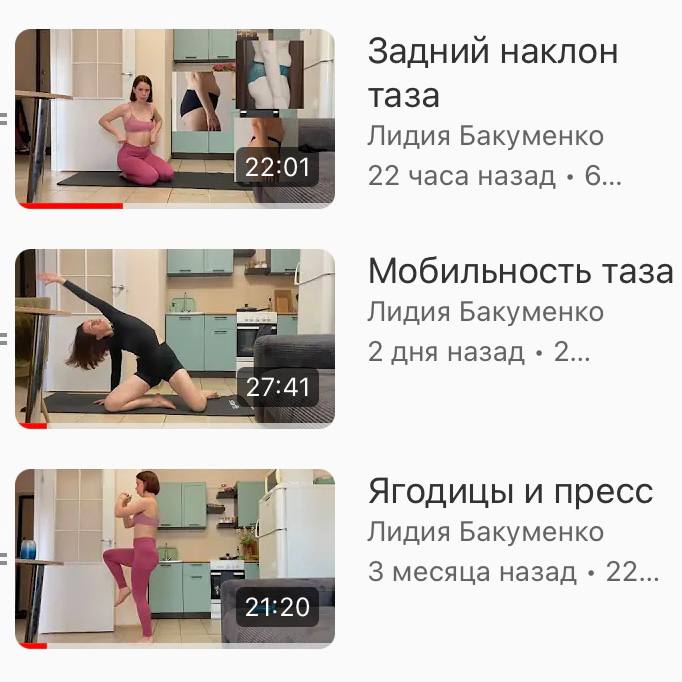 22:01
Задний наклон
таза
Лидия Бакуменко
22 часа назад • 6...
27:41
Мобильность таза
Лидия Бакуменко
2 дня назад • 2...
21:20
Ягодицы и пресс
Лидия Бакуменко
3 месяца назад • 22...